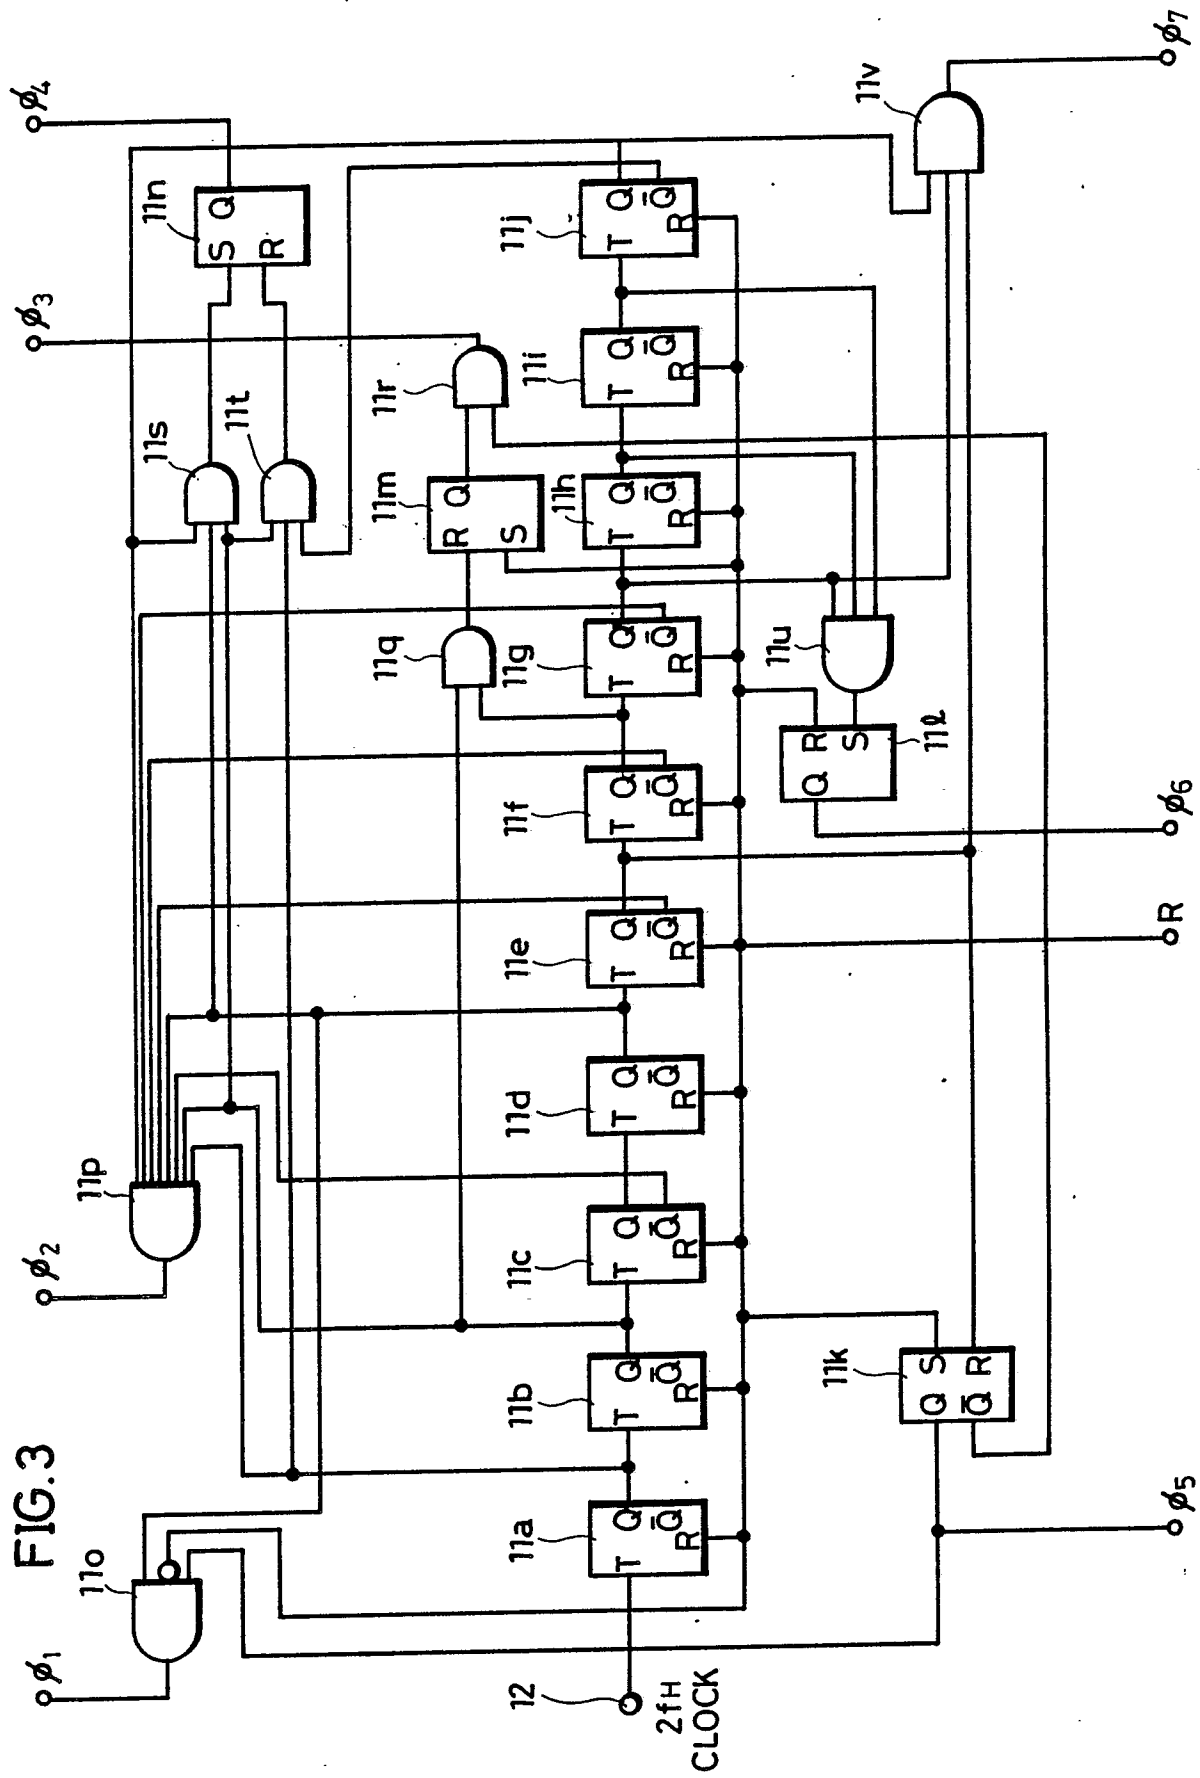 FIG.3
ϕ1
ϕ2
ϕ3
ϕ4
11o
11p
11s
11t
11n
S Q
R
11q
11m
R Q
S
11r
12
2fH
CLOCK
11a
T Q
Q̅
R
11b
T Q
Q̅
R
11c
T Q
Q̅
R
11d
T Q
Q̅
R
11e
T Q
Q̅
R
11f
T Q
Q̅
R
11g
T Q
Q̅
R
11h
T Q
Q̅
R
11i
T Q
Q̅
R
11j
T Q
Q̅
R
11k
Q S
Q̅ R
11ℓ
Q R
S
11u
11v
ϕ5
R
ϕ6
ϕ7